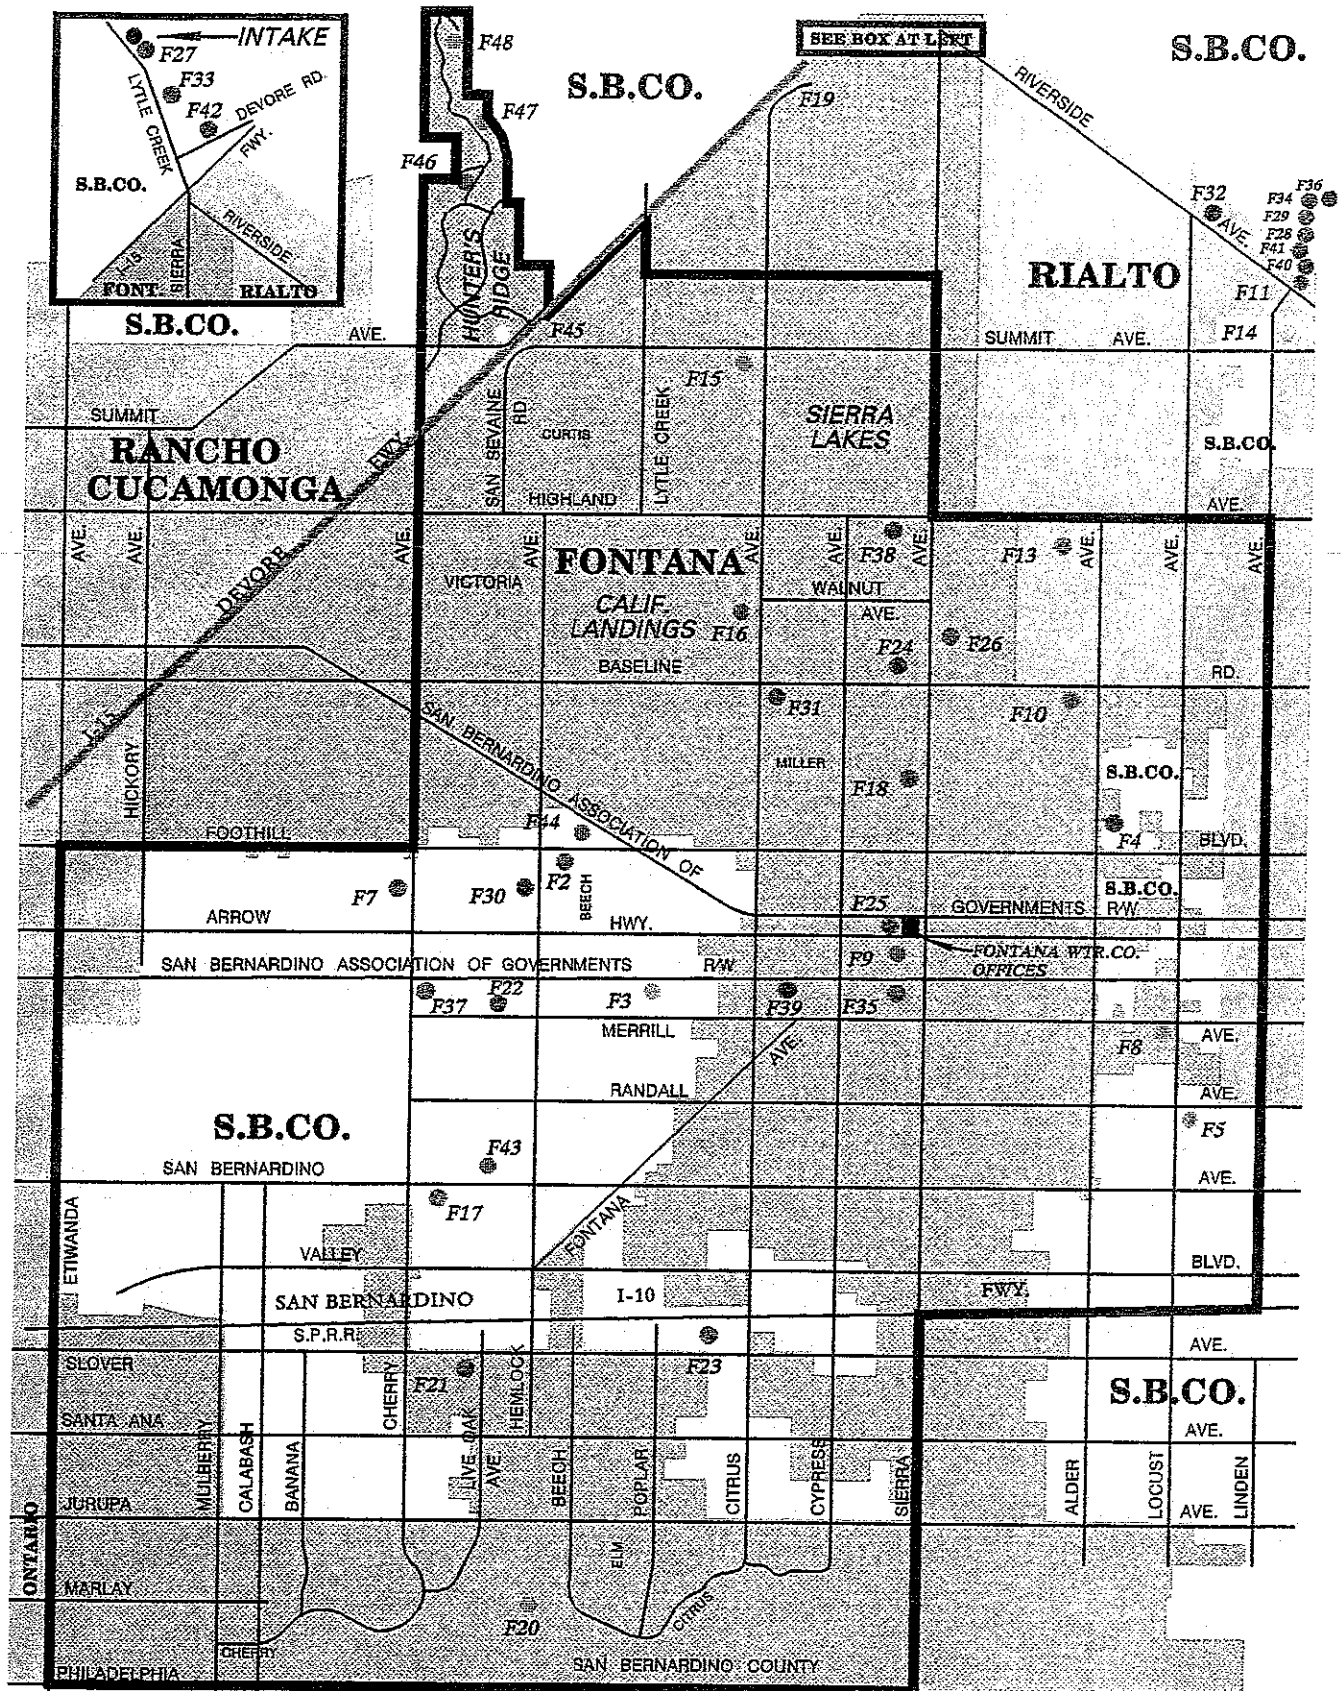 INTAKE
F27
F33
F42
DEVORE RD.
LYTLE CREEK
FWY.
S.B.CO.
RIVERSIDE
I-15
SIERRA
FONT.
RIALTO
F48
F47
F46
S.B.CO.
SEE BOX AT LEFT
S.B.CO.
RIVERSIDE
AVE.
F19
F32
F36
F34
F29
F28
F41
F40
F11
F14
RIALTO
HUNTER'S
RIDGE
F45
S.B.CO.
AVE.
SUMMIT AVE.
F15
SUMMIT
SAN SEVAINE
RD
CURTIS
LYTLE CREEK
SIERRA
LAKES
S.B.CO.
RANCHO
CUCAMONGA
FWY.
HIGHLAND
AVE.
AVE.
AVE.
AVE.
AVE.
AVE.
AVE.
AVE.
AVE.
AVE.
DEVORE
VICTORIA
FONTANA
F38
F13
WALNUT
AVE.
CALIF.
LANDINGS
F16
F24
F26
BASELINE
RD.
I-15
HICKORY
SAN BERNARDINO ASSOCIATION OF
F31
F10
MILLER
F18
S.B.CO.
F44
FOOTHILL
F4
BLVD.
F7
F30
F2
BEECH
S.B.CO.
F25
ARROW
HWY.
GOVERNMENTS R/W
SAN BERNARDINO ASSOCIATION OF GOVERNMENTS R/W
F9
FONTANA WTR.CO.
OFFICES
F37
F22
F3
F39
F35
MERRILL
AVE.
F8
AVE.
RANDALL
AVE.
S.B.CO.
F43
F5
SAN BERNARDINO
AVE.
F17
ETIWANDA
FONTANA
VALLEY
BLVD.
SAN BERNARDINO
I-10
FWY.
S.P.R.R.
F23
AVE.
SLOVER
F21
CHERRY
HEMLOCK
S.B.CO.
SANTA ANA
AVE.
MULBERRY
CALABASH
BANANA
LIVE OAK
AVE.
BEECH
POPLAR
CITRUS
CYPRESS
SIERRA
ALDER
LOCUST
LINDEN
JURUPA
AVE.
ONTARIO
ELM
MARLAY
CITRUS
F20
CHERRY
SAN BERNARDINO COUNTY
PHILADELPHIA